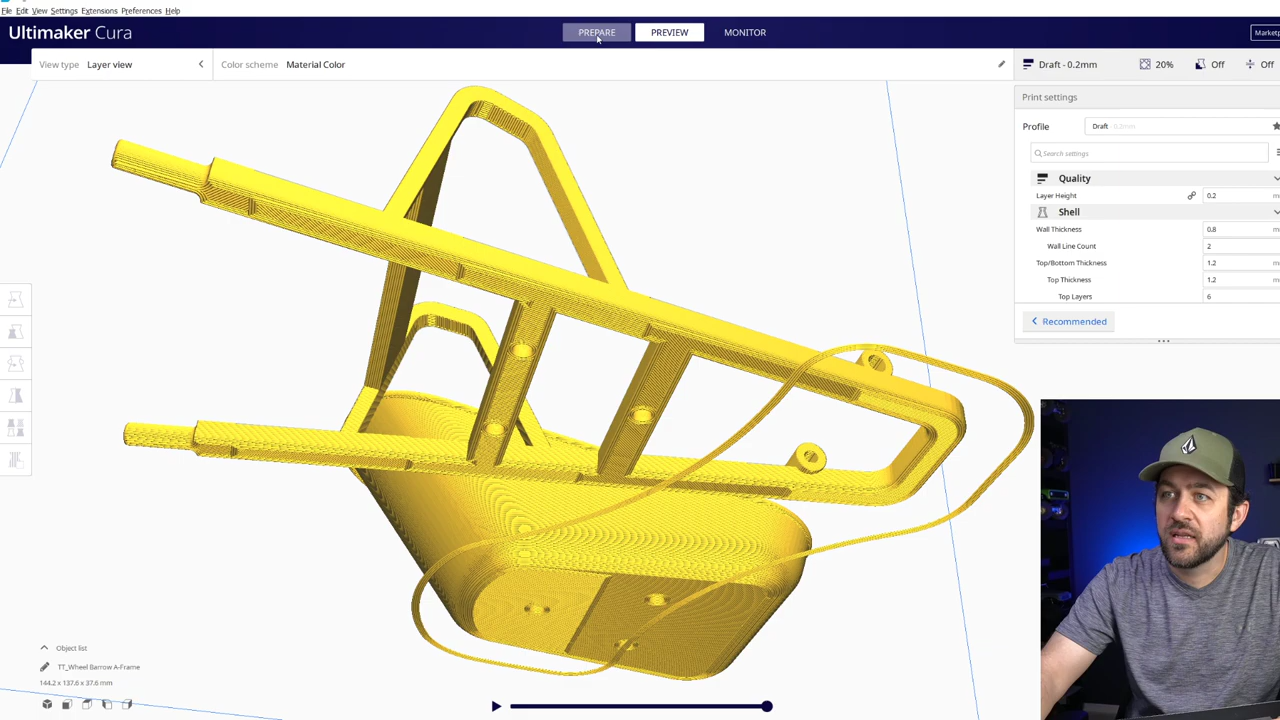 File Edit View Settings Extensions Preferences Help
Ultimaker Cura
PREPARE
PREVIEW
MONITOR
View type Layer view
Color scheme Material Color
Draft - 0.2mm
20%
Off
Off
Print settings
Profile
Draft 0.2mm
Search settings
Quality
Layer Height 0.2
Shell
Wall Thickness 0.8
Wall Line Count 2
Top/Bottom Thickness 1.2
Top Thickness 1.2
Top Layers 6
Recommended
Object list
TT_Wheel Barrow A-Frame
144.2 x 137.6 x 37.6 mm